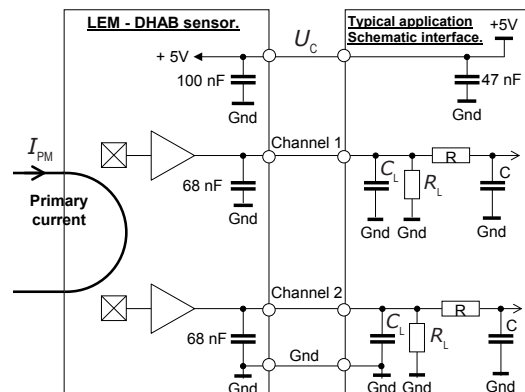 LEM - DHAB sensor.
Typical application
Schematic interface.
+ 5V
U_C
+5V
100 nF
47 nF
Gnd
Gnd
Channel 1
I_PM
Primary
current
68 nF
C_L
R_L
R
C
Gnd
Gnd
Gnd
Gnd
Channel 2
68 nF
C_L
R_L
R
C
Gnd
Gnd
Gnd
Gnd
Gnd